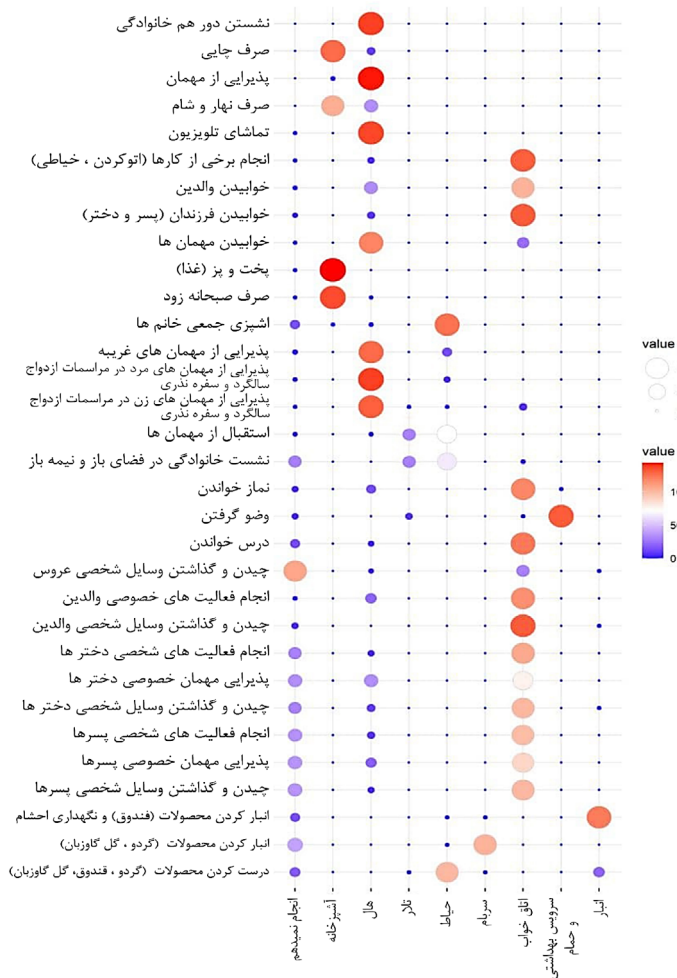 نشستن دور هم خانوادگی
صرف چایی
پذیرایی از مهمان
صرف نهار و شام
تماشای تلویزیون
انجام برخی از کارها (اتوکردن ، خیاطی)
خوابیدن والدین
خوابیدن فرزندان (پسر و دختر)
خوابیدن مهمان ها
پخت و پز (غذا)
صرف صبحانه زود
اشپزی جمعی خانم ها
پذیرایی از مهمان های غریبه
پذیرایی از مهمان های مرد در مراسمات ازدواج
سالگرد و سفره نذری
پذیرایی از مهمان های زن در مراسمات ازدواج
سالگرد و سفره نذری
استقبال از مهمان ها
نشست خانوادگی در فضای باز و نیمه باز
نماز خواندن
وضو گرفتن
درس خواندن
چیدن و گذاشتن وسایل شخصی عروس
انجام فعالیت های خصوصی والدین
چیدن و گذاشتن وسایل شخصی والدین
انجام فعالیت های شخصی دختر ها
پذیرایی مهمان خصوصی دختر ها
چیدن و گذاشتن وسایل شخصی دختر ها
انجام فعالیت های شخصی پسرها
پذیرایی مهمان خصوصی پسرها
چیدن و گذاشتن وسایل شخصی پسرها
انبار کردن محصولات (فندوق) و نگهداری احشام
انبار کردن محصولات (گردو ، گل گاوزبان)
درست کردن محصولات (گردو ، قندوق، گل گاوزبان)
انجام نمیدهم
آشپزخانه
هال
تلار
حیاط
سربام
اتاق خواب
سرویس بهداشتی
و حمام
انبار
value
value
10
50
0